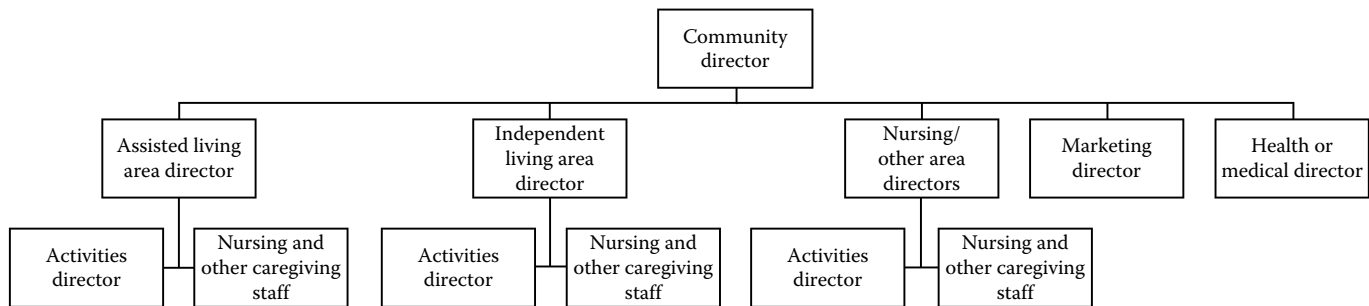 Community
director
Assisted living
area director
Independent
living area
director
Nursing/
other area
directors
Marketing
director
Health or
medical director
Activities
director
Nursing and
other caregiving
staff
Activities
director
Nursing and
other caregiving
staff
Activities
director
Nursing and
other caregiving
staff